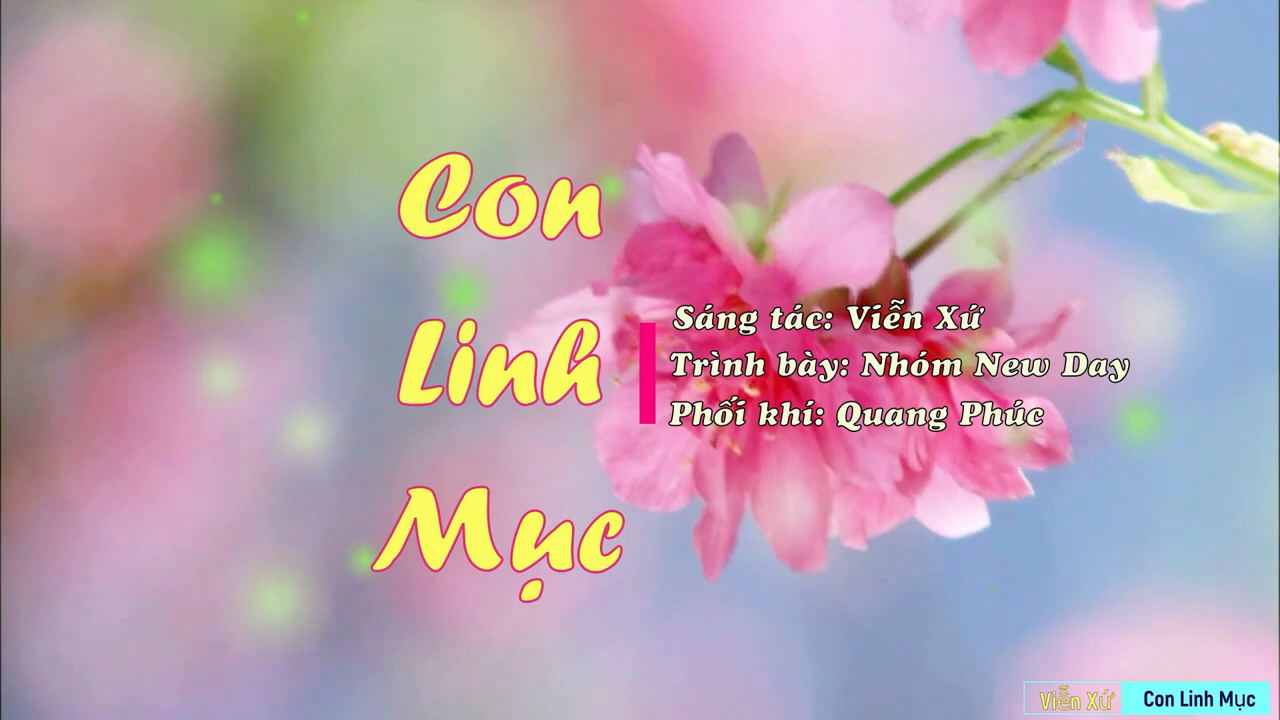 Con
Linh
Mục
Sáng tác: Viễn Xứ
Trình bày: Nhóm New Day
Phối khí: Quang Phúc
Viễn Xứ
Con Linh Mục